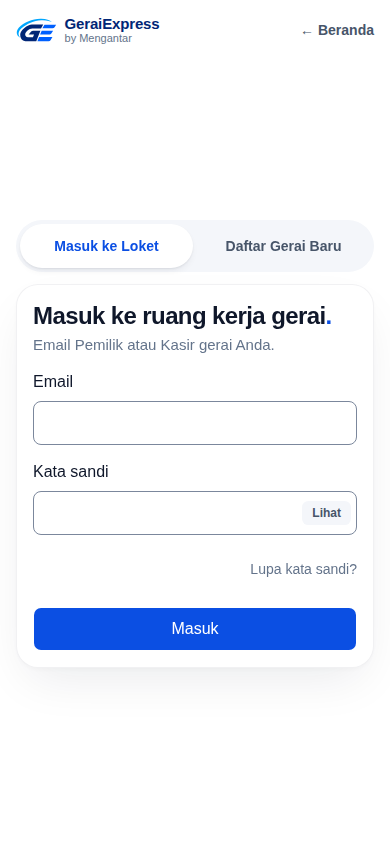 GeraiExpress
by Mengantar
← Beranda
Masuk ke Loket
Daftar Gerai Baru
Masuk ke ruang kerja gerai.
Email Pemilik atau Kasir gerai Anda.
Email
Kata sandi
Lihat
Lupa kata sandi?
Masuk